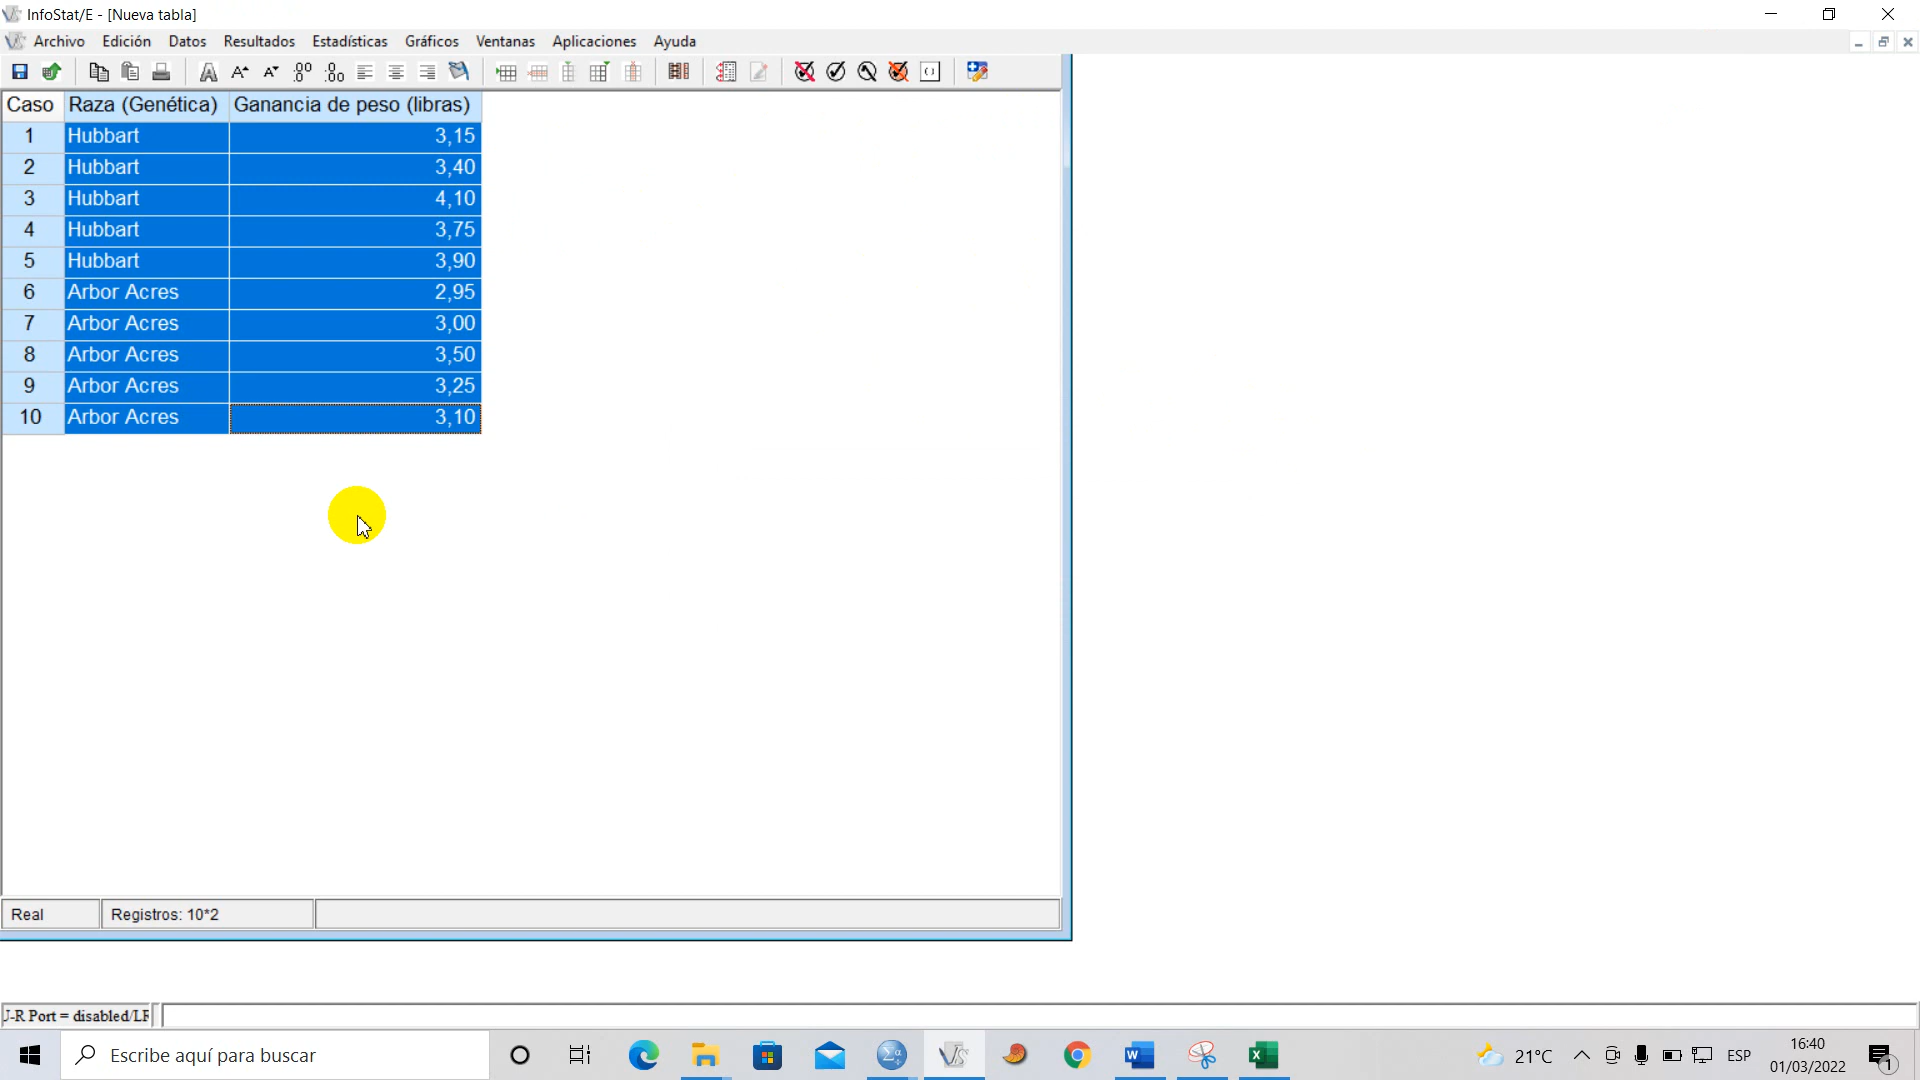 InfoStat/E - [Nueva tabla]
Archivo Edición Datos Resultados Estadísticas Gráficos Ventanas Aplicaciones Ayuda
Caso Raza (Genética) Ganancia de peso (libras)
1 Hubbart 3,15
2 Hubbart 3,40
3 Hubbart 4,10
4 Hubbart 3,75
5 Hubbart 3,90
6 Arbor Acres 2,95
7 Arbor Acres 3,00
8 Arbor Acres 3,50
9 Arbor Acres 3,25
10 Arbor Acres 3,10
Real Registros: 10*2
J-R Port = disabled/LF
Escribe aquí para buscar
21°C ESP 16:40
01/03/2022 1